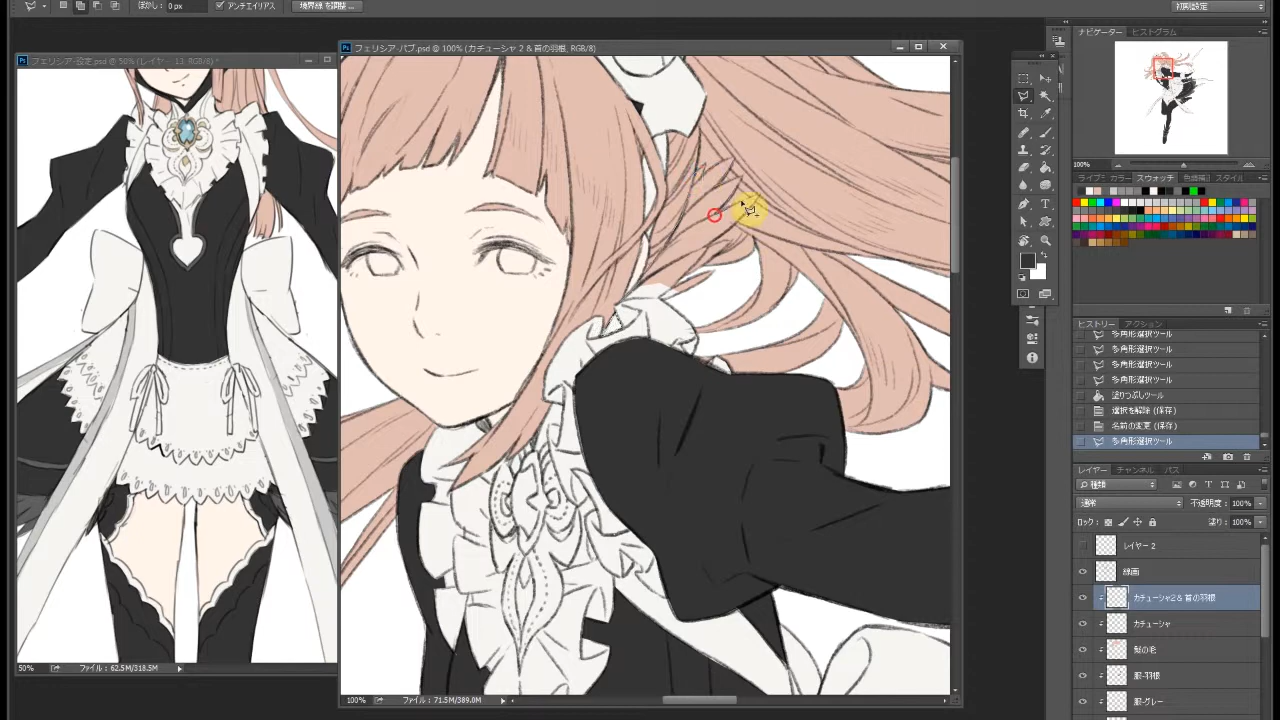 ぼかし: 0 px アンチエイリアス 境界線を調整... 初期設定
フェリシア-設定.psd @ 50% (レイヤー 13, RGB/8) *
フェリシア-パブ.psd @ 100% (カチューシャ 2 & 首の羽根, RGB/8)
ナビゲーター ヒストグラム
100%
カラー スウォッチ 色調補正 スタイル
ヒストリー アクション
多角形選択ツール
多角形選択ツール
多角形選択ツール
多角形選択ツール
塗りつぶしツール
選択を解除 (保存)
名前の変更 (保存)
多角形選択ツール
レイヤー チャンネル パス
種類
通常 不透明度: 100%
ロック: 塗り: 100%
レイヤー 2
線画
カチューシャ2 & 首の羽根
カチューシャ
髪の毛
服-羽根
服-グレー
50% ファイル : 62.5M/318.5M
100% ファイル : 71.5M/389.0M